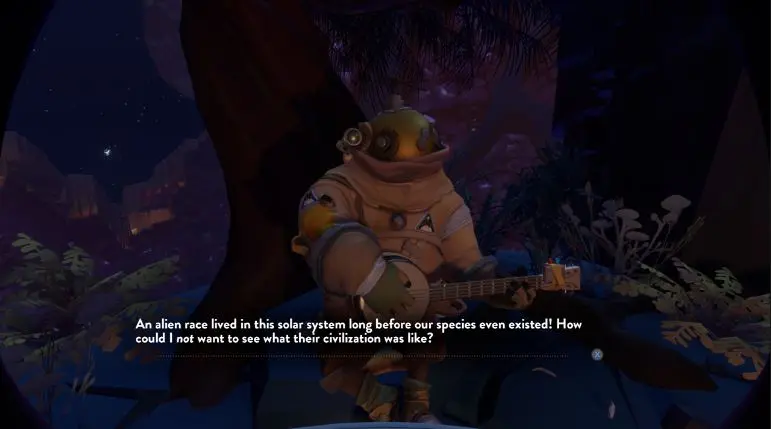 An alien race lived in this solar system long before our species even existed! How
could I not want to see what their civilization was like?
X